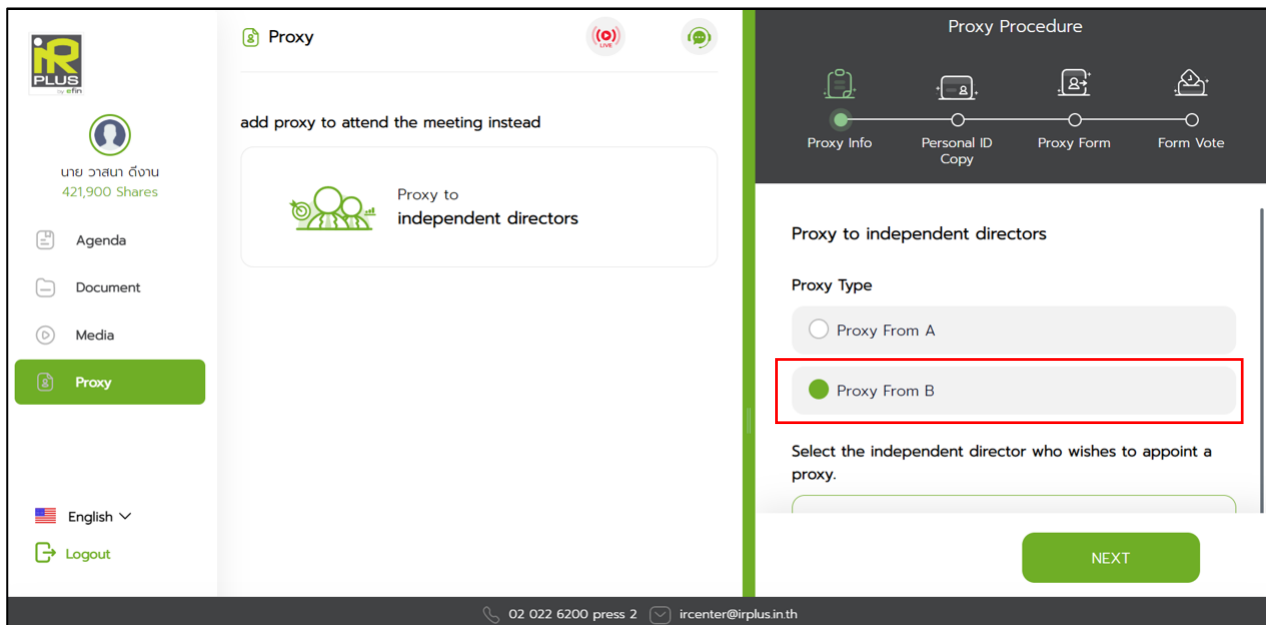 iR
PLUS
by efin
นาย วาสนา ดีงาน
421,900 Shares
Agenda
Document
Media
Proxy
English
Logout
Proxy
LIVE
add proxy to attend the meeting instead
Proxy to
independent directors
Proxy Procedure
Proxy Info
Personal ID
Copy
Proxy Form
Form Vote
Proxy to independent directors
Proxy Type
Proxy From A
Proxy From B
Select the independent director who wishes to appoint a
proxy.
NEXT
02 022 6200 press 2
ircenter@irplus.in.th